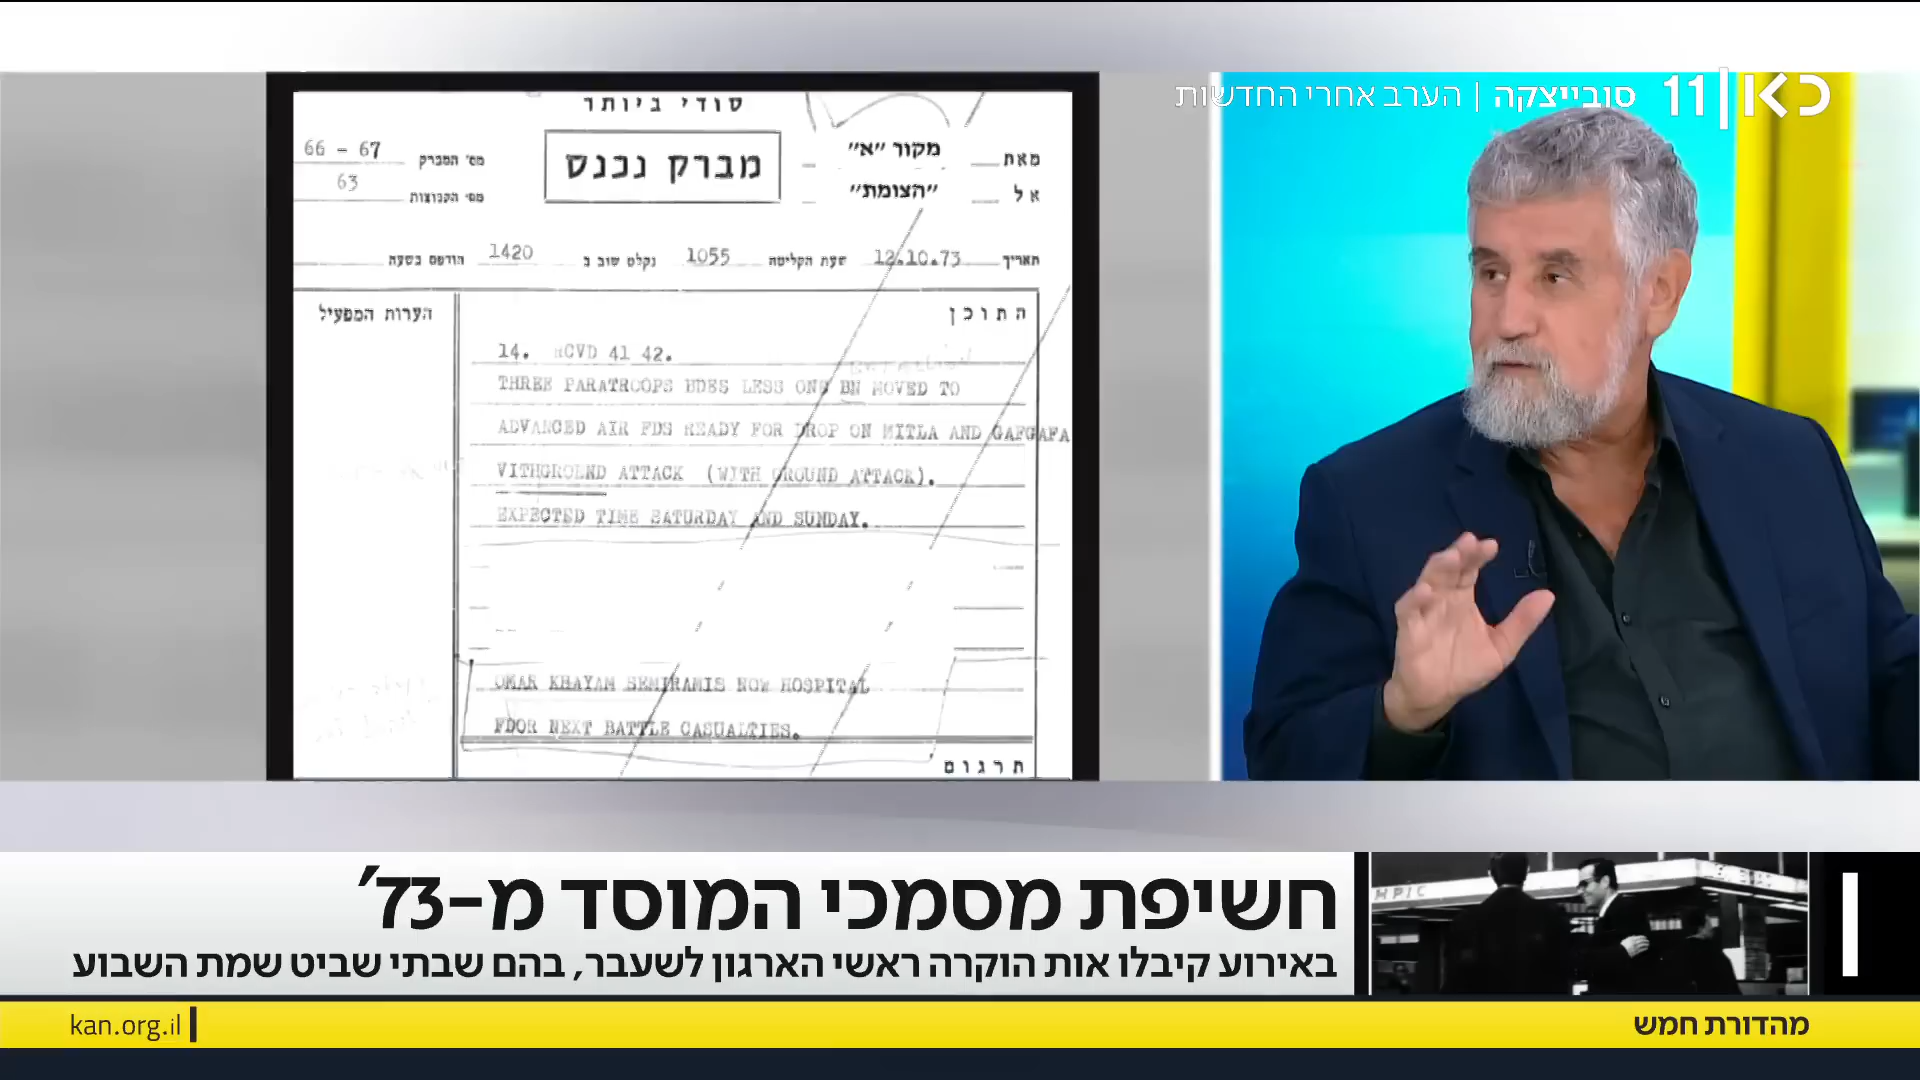 כאן 11
סובייצקה | הערב אחרי החדשות
סודי ביותר
מברק נכנס
מאת מקור "א"
אל "הצומת"
מס' המברק 66 - 67
מס' הקבוצות 63
תאריך 12.10.73 שעת הקליטה 1055 נקלט שוב ב 1420 הודפס בשעה
התוכן
הערות המפעיל
14. RCVD 41 42.
THREE PARATROOPS BDES LESS ONE BN MOVED TO
ADVANCED AIR FDS READY FOR DROP ON MITLA AND GAFGAFA
VITHGROLND ATTACK (WITH GROUND ATTACK).
EXPECTED TIME SATURDAY AND SUNDAY.
OMAR KHAYAM SEMIRAMIS NOW HOSPITAL
FDOR NEXT BATTLE CASUALTIES.
תרגום
חשיפת מסמכי המוסד מ-73'
באירוע קיבלו אות הוקרה ראשי הארגון לשעבר, בהם שבתי שביט שמת השבוע
מהדורת חמש
kan.org.il